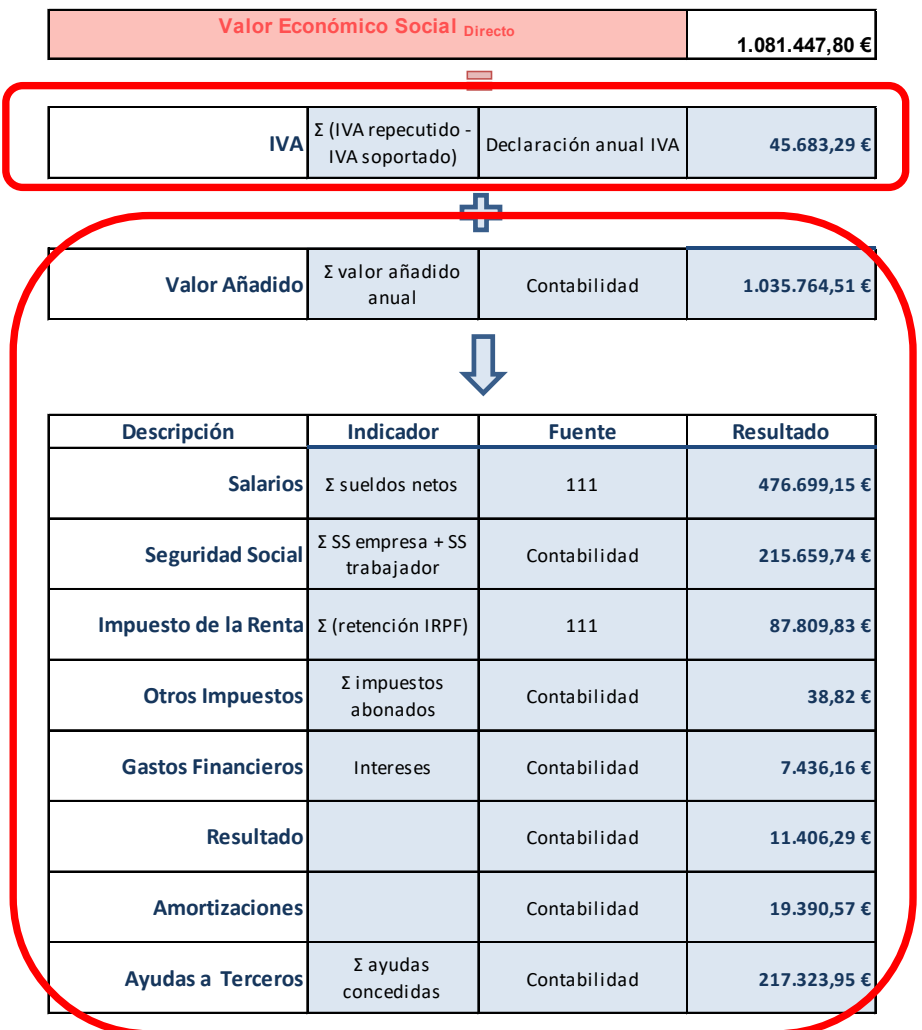 Valor Económico Social Directo
1.081.447,80 €
IVA
Σ (IVA repecutido -
IVA soportado)
Declaración anual IVA
45.683,29 €
Valor Añadido
Σ valor añadido
anual
Contabilidad
1.035.764,51 €
Descripción Indicador Fuente Resultado
Salarios Σ sueldos netos 111 476.699,15 €
Seguridad Social
Σ SS empresa + SS
trabajador
Contabilidad
215.659,74 €
Impuesto de la Renta Σ (retención IRPF) 111 87.809,83 €
Otros Impuestos
Σ impuestos
abonados
Contabilidad
38,82 €
Gastos Financieros Intereses Contabilidad 7.436,16 €
Resultado Contabilidad 11.406,29 €
Amortizaciones Contabilidad 19.390,57 €
Ayudas a Terceros
Σ ayudas
concedidas
Contabilidad
217.323,95 €